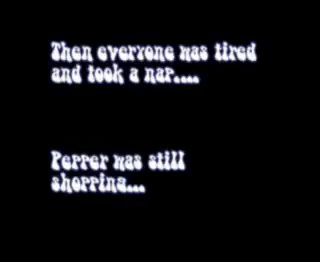 Then everyone was tired
and took a nap....
Pepper was still
shopping...